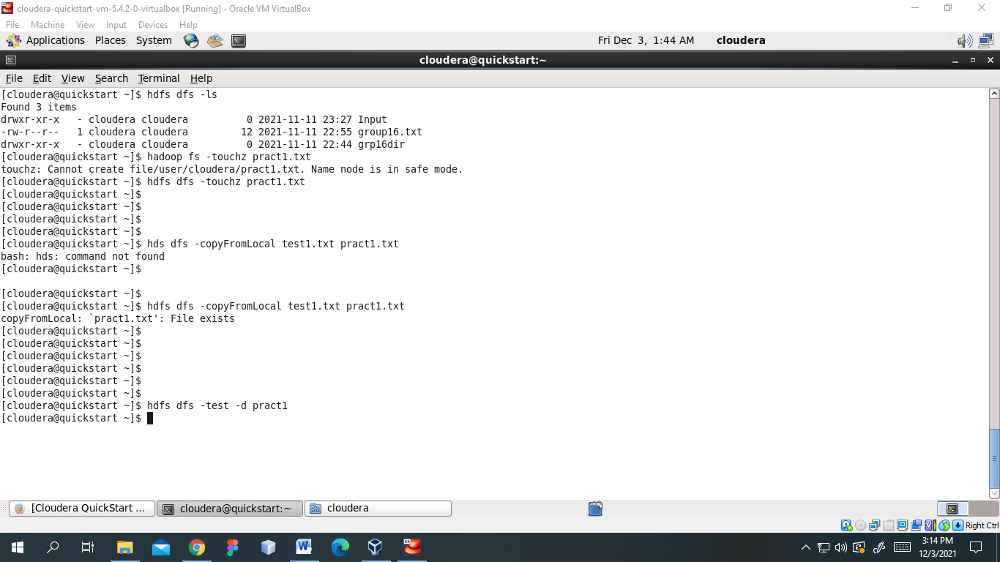 cloudera-quickstart-vm-5.4.2-0-virtualbox [Running] - Oracle VM VirtualBox
File Machine View Input Devices Help
Applications Places System Fri Dec 3, 1:44 AM cloudera
cloudera@quickstart:~
File Edit View Search Terminal Help
[cloudera@quickstart ~]$ hdfs dfs -ls
Found 3 items
drwxr-xr-x   - cloudera cloudera          0 2021-11-11 23:27 Input
-rw-r--r--   1 cloudera cloudera         12 2021-11-11 22:55 group16.txt
drwxr-xr-x   - cloudera cloudera          0 2021-11-11 22:44 grp16dir
[cloudera@quickstart ~]$ hadoop fs -touchz pract1.txt
touchz: Cannot create file/user/cloudera/pract1.txt. Name node is in safe mode.
[cloudera@quickstart ~]$ hdfs dfs -touchz pract1.txt
[cloudera@quickstart ~]$
[cloudera@quickstart ~]$
[cloudera@quickstart ~]$
[cloudera@quickstart ~]$
[cloudera@quickstart ~]$ hds dfs -copyFromLocal test1.txt pract1.txt
bash: hds: command not found
[cloudera@quickstart ~]$
[cloudera@quickstart ~]$
[cloudera@quickstart ~]$ hdfs dfs -copyFromLocal test1.txt pract1.txt
copyFromLocal: `pract1.txt': File exists
[cloudera@quickstart ~]$
[cloudera@quickstart ~]$
[cloudera@quickstart ~]$
[cloudera@quickstart ~]$
[cloudera@quickstart ~]$
[cloudera@quickstart ~]$
[cloudera@quickstart ~]$ hdfs dfs -test -d pract1
[cloudera@quickstart ~]$
[Cloudera QuickStart ... cloudera@quickstart:~ cloudera
Right Ctrl
3:14 PM
12/3/2021